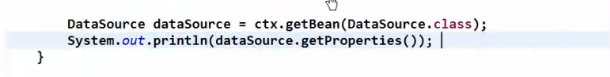 DataSource dataSource = ctx.getBean(DataSource.class);
System.out.println(dataSource.getProperties());
}